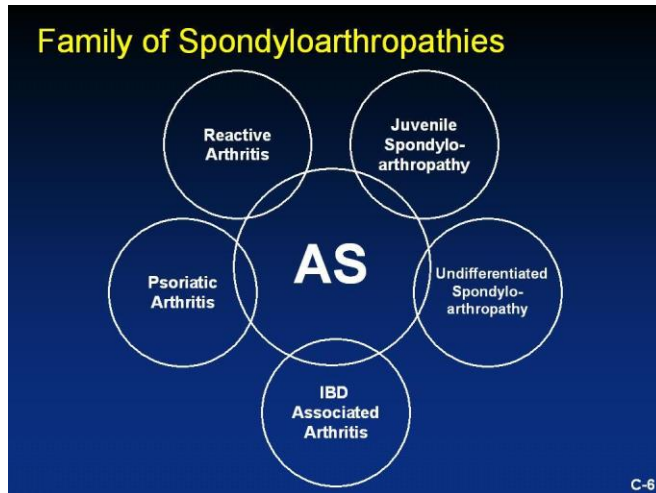 Family of Spondyloarthropathies
Reactive
Arthritis
Juvenile
Spondylo-
arthropathy
AS
Psoriatic
Arthritis
Undifferentiated
Spondylo-
arthropathy
IBD
Associated
Arthritis
C-6